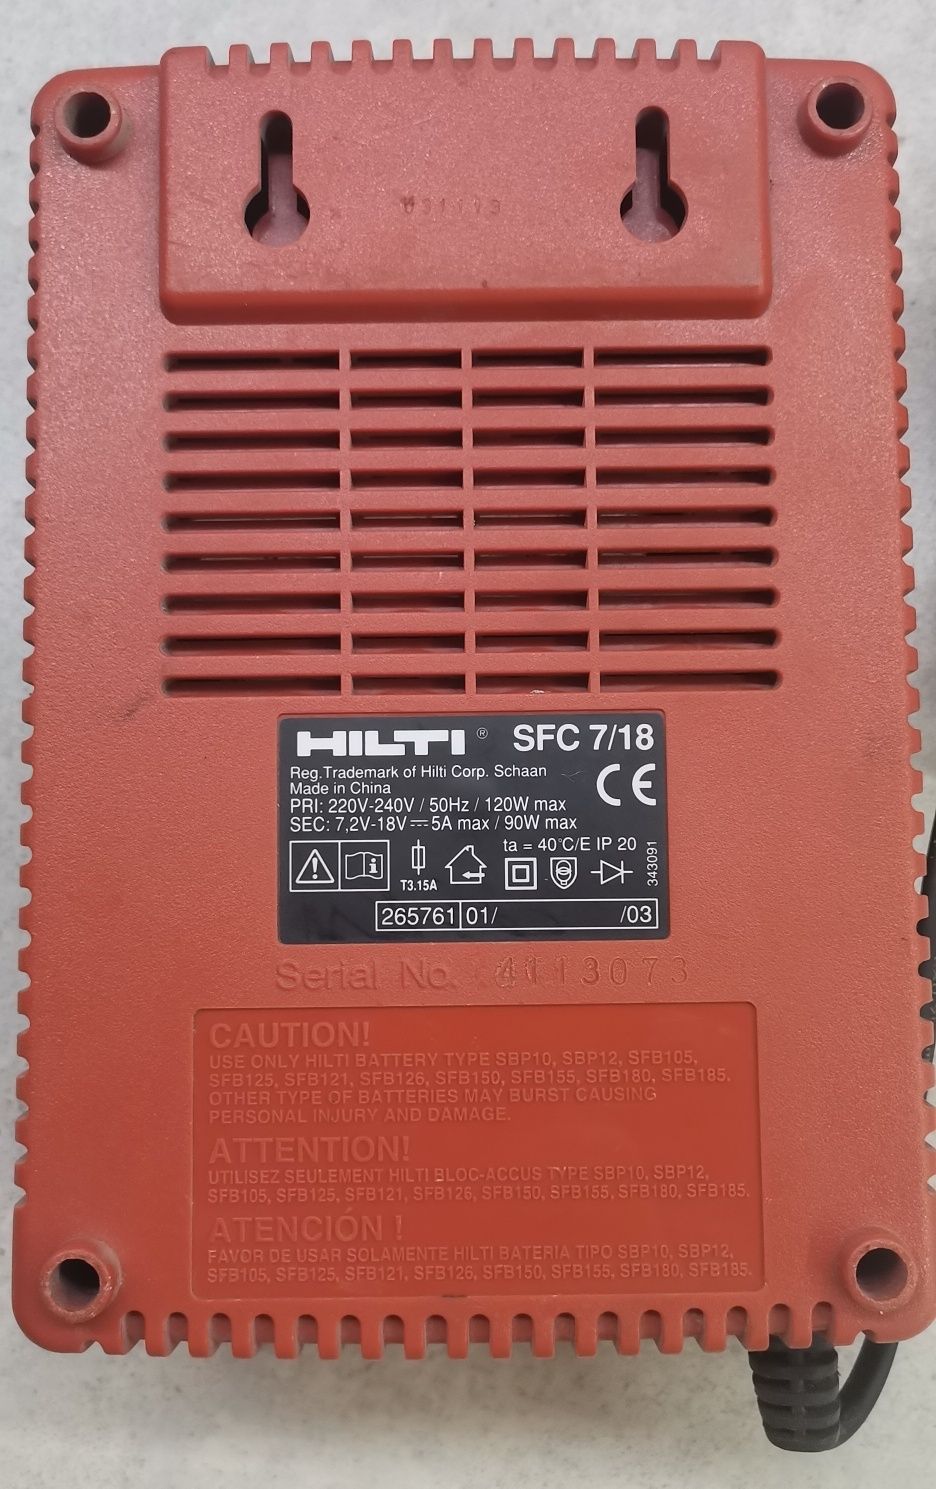 HILTI ® SFC 7/18
Reg.Trademark of Hilti Corp. Schaan
Made in China
CE
PRI: 220V-240V / 50Hz / 120W max
SEC: 7,2V-18V⎓5A max / 90W max
ta = 40°C/E IP 20
T3.15A
343091
265761 01/ /03
Serial No. 4113073
CAUTION!
USE ONLY HILTI BATTERY TYPE SBP10, SBP12, SFB105,
SFB125, SFB121, SFB126, SFB150, SFB155, SFB180, SFB185.
OTHER TYPE OF BATTERIES MAY BURST CAUSING
PERSONAL INJURY AND DAMAGE.
ATTENTION!
UTILISEZ SEULEMENT HILTI BLOC-ACCUS TYPE SBP10, SBP12,
SFB105, SFB125, SFB121, SFB126, SFB150, SFB155, SFB180, SFB185.
ATENCIÓN !
FAVOR DE USAR SOLAMENTE HILTI BATERIA TIPO SBP10, SBP12,
SFB105, SFB125, SFB121, SFB126, SFB150, SFB155, SFB180, SFB185.